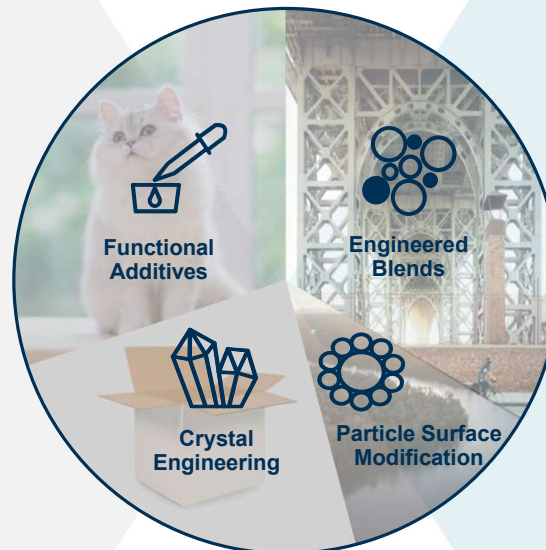 Functional
Additives
Engineered
Blends
Crystal
Engineering
Particle Surface
Modification